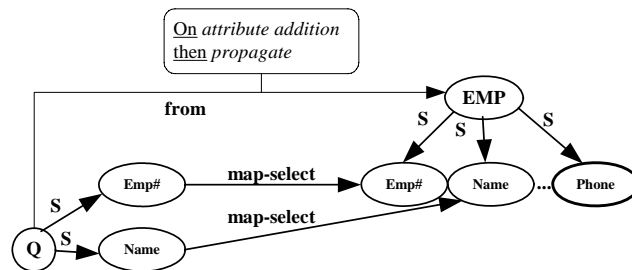 On attribute addition
then propagate
EMP
from
S
S
S
map-select
Emp#
Emp#
Name
...
Phone
map-select
S
S
Q
Name